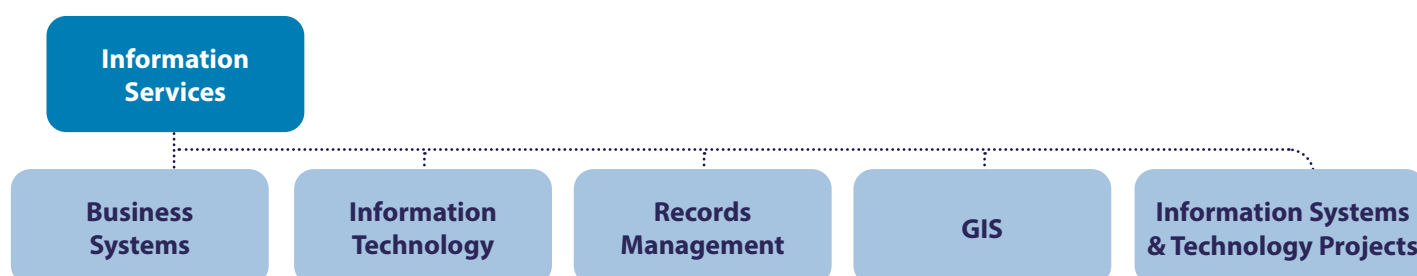 Information
Services
Business
Systems
Information
Technology
Records
Management
GIS
Information Systems
& Technology Projects